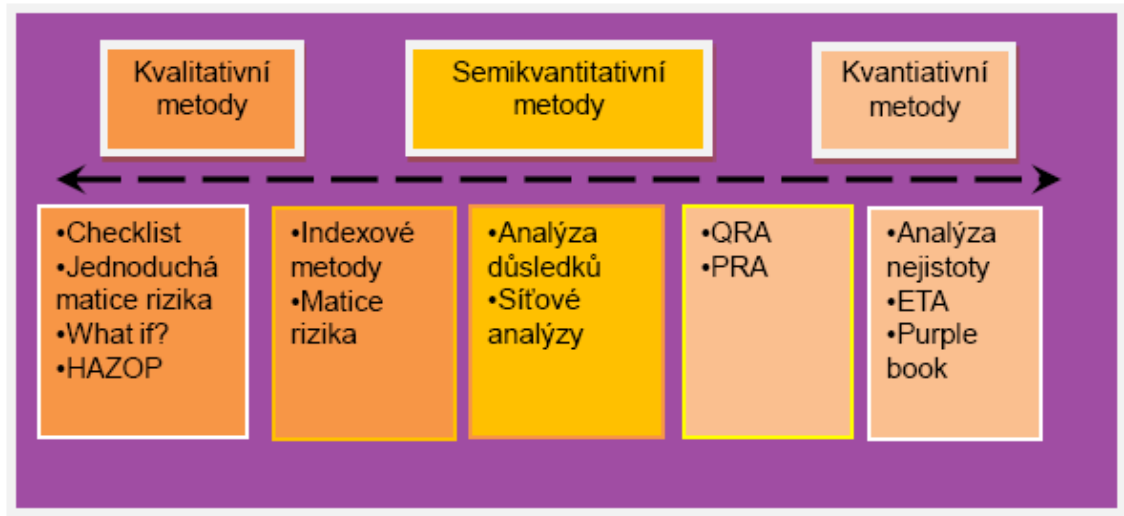 Kvalitativní
metody
Semikvantitativní
metody
Kvantiativní
metody
•Checklist
•Jednoduchá
matice rizika
•What if?
•HAZOP
•Indexové
metody
•Matice
rizika
•Analýza
důsledků
•Síťové
analýzy
•QRA
•PRA
•Analýza
nejistoty
•ETA
•Purple
book